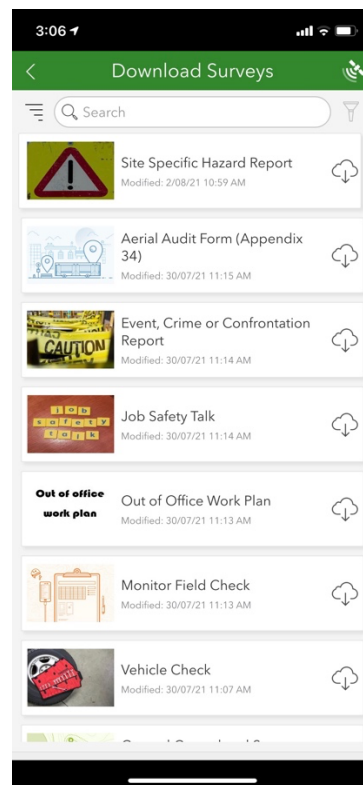 3:06
Download Surveys
Search
Site Specific Hazard Report
Modified: 2/08/21 10:59 AM
Aerial Audit Form (Appendix
34)
Modified: 30/07/21 11:15 AM
CAUTION
Event, Crime or Confrontation
Report
Modified: 30/07/21 11:14 AM
job
safety
talk
Job Safety Talk
Modified: 30/07/21 11:14 AM
Out of office
work plan
Out of Office Work Plan
Modified: 30/07/21 11:13 AM
Monitor Field Check
Modified: 30/07/21 11:13 AM
Vehicle Check
Modified: 30/07/21 11:07 AM